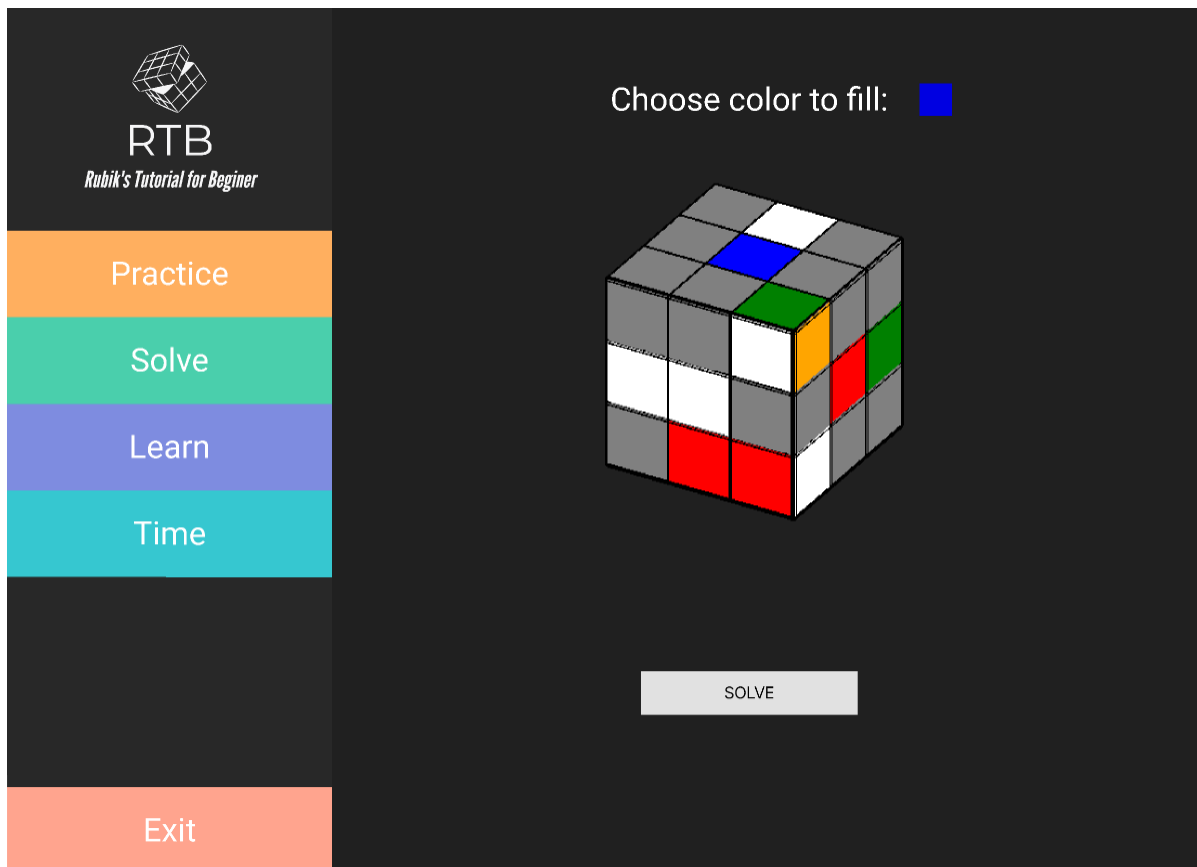 RTB
Rubik's Tutorial for Beginer
Practice
Solve
Learn
Time
Exit
Choose color to fill:
SOLVE